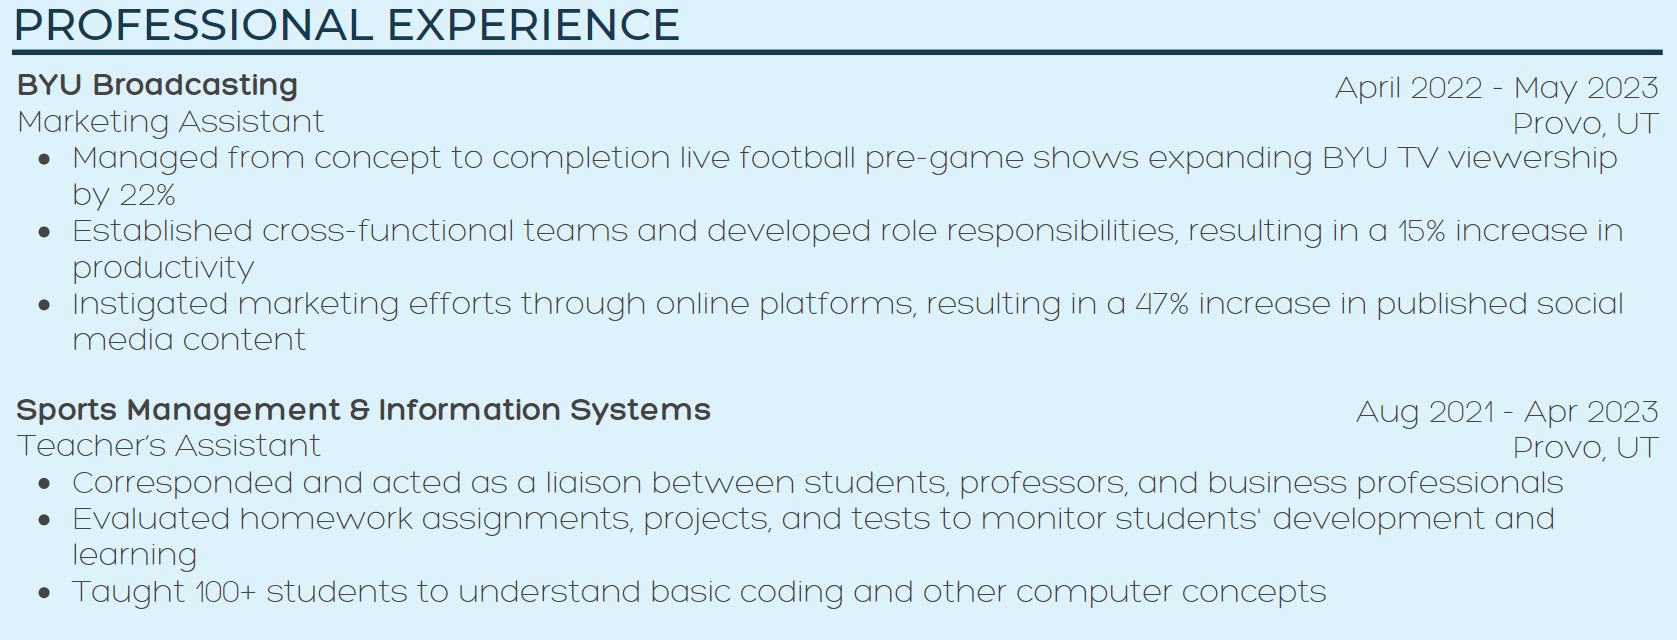 PROFESSIONAL EXPERIENCE
BYU Broadcasting April 2022 - May 2023
Marketing Assistant Provo, UT
• Managed from concept to completion live football pre-game shows expanding BYU TV viewership
by 22%
• Established cross-functional teams and developed role responsibilities, resulting in a 15% increase in
productivity
• Instigated marketing efforts through online platforms, resulting in a 47% increase in published social
media content
Sports Management & Information Systems Aug 2021 - Apr 2023
Teacher's Assistant Provo, UT
• Corresponded and acted as a liaison between students, professors, and business professionals
• Evaluated homework assignments, projects, and tests to monitor students' development and
learning
• Taught 100+ students to understand basic coding and other computer concepts